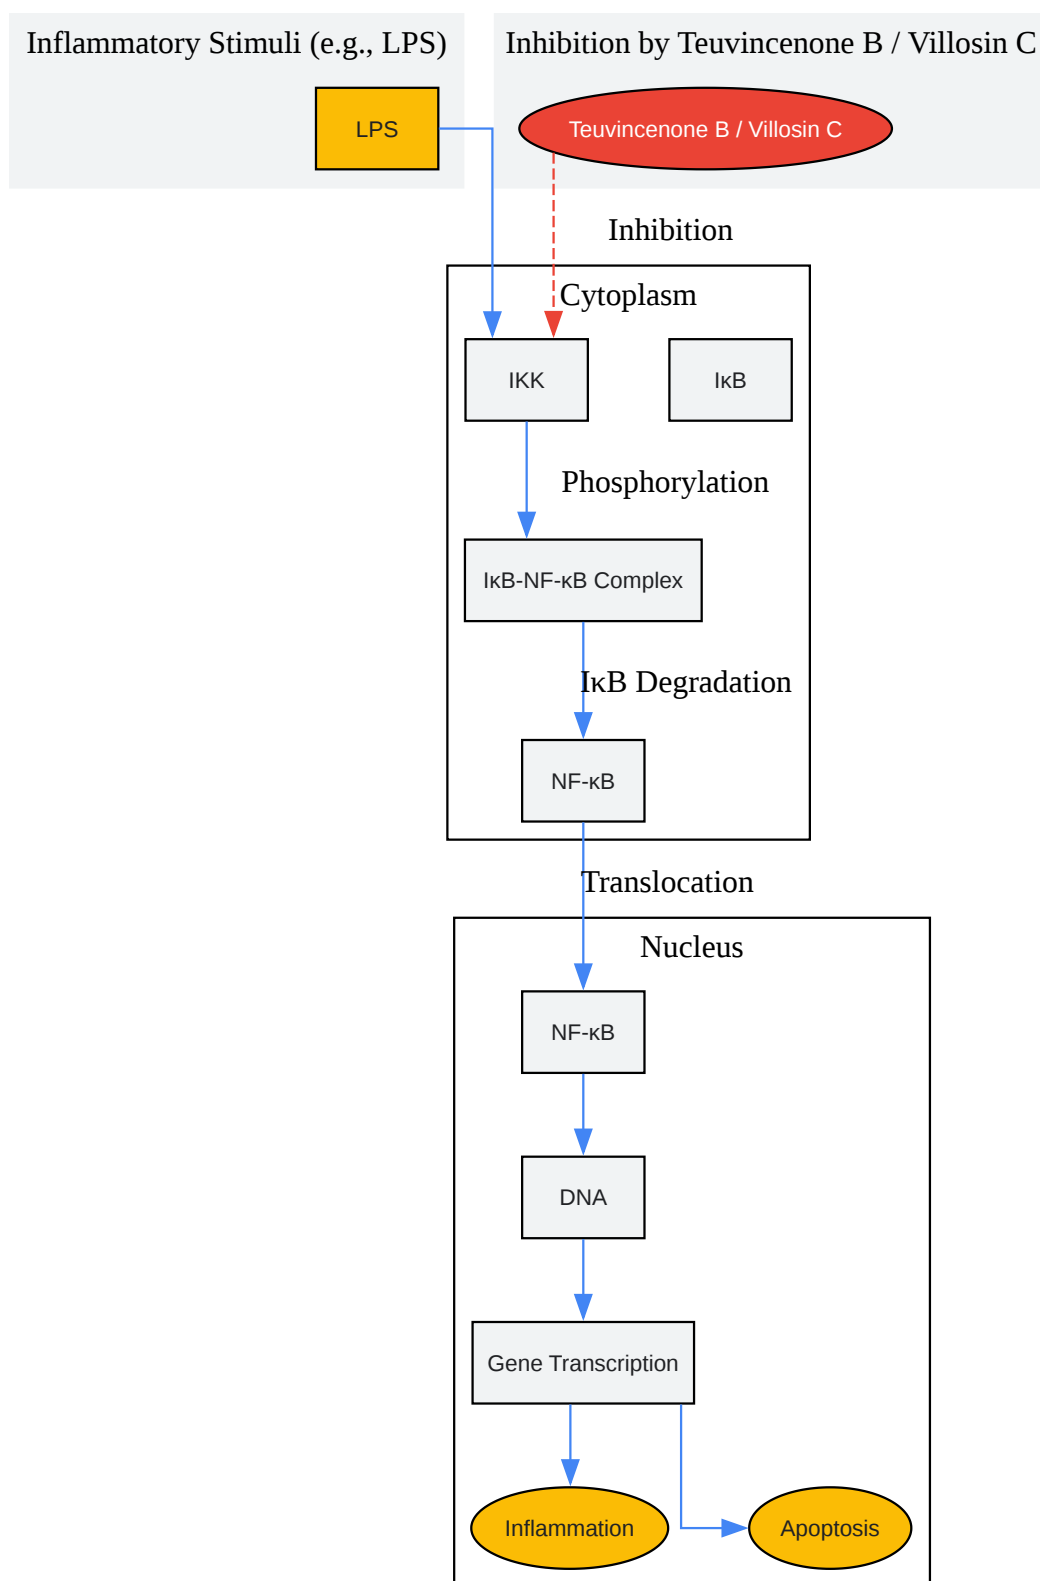 Inflammatory Stimuli (e.g., LPS)
Inhibition by Teuvincenone B / Villosin C
LPS
Teuvincenone B / Villosin C
Inhibition
Cytoplasm
IKK
IκB
Phosphorylation
IκB-NF-κB Complex
IκB Degradation
NF-κB
Translocation
Nucleus
NF-κB
DNA
Gene Transcription
Inflammation
Apoptosis